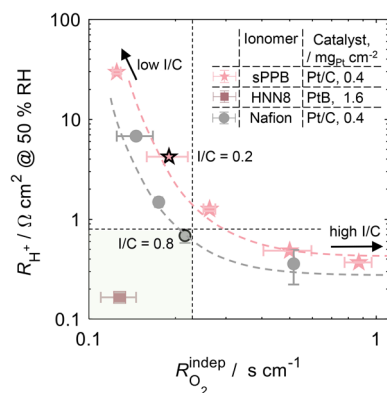 Ionomer Catalyst,
/ mg_Pt cm⁻²
sPPB Pt/C, 0.4
HNN8 PtB, 1.6
Nafion Pt/C, 0.4
low I/C
I/C = 0.2
I/C = 0.8
high I/C
100
10
1
0.1
R_H⁺ / Ω cm² @ 50 % RH
0.1 1
R_O₂^indep / s cm⁻¹